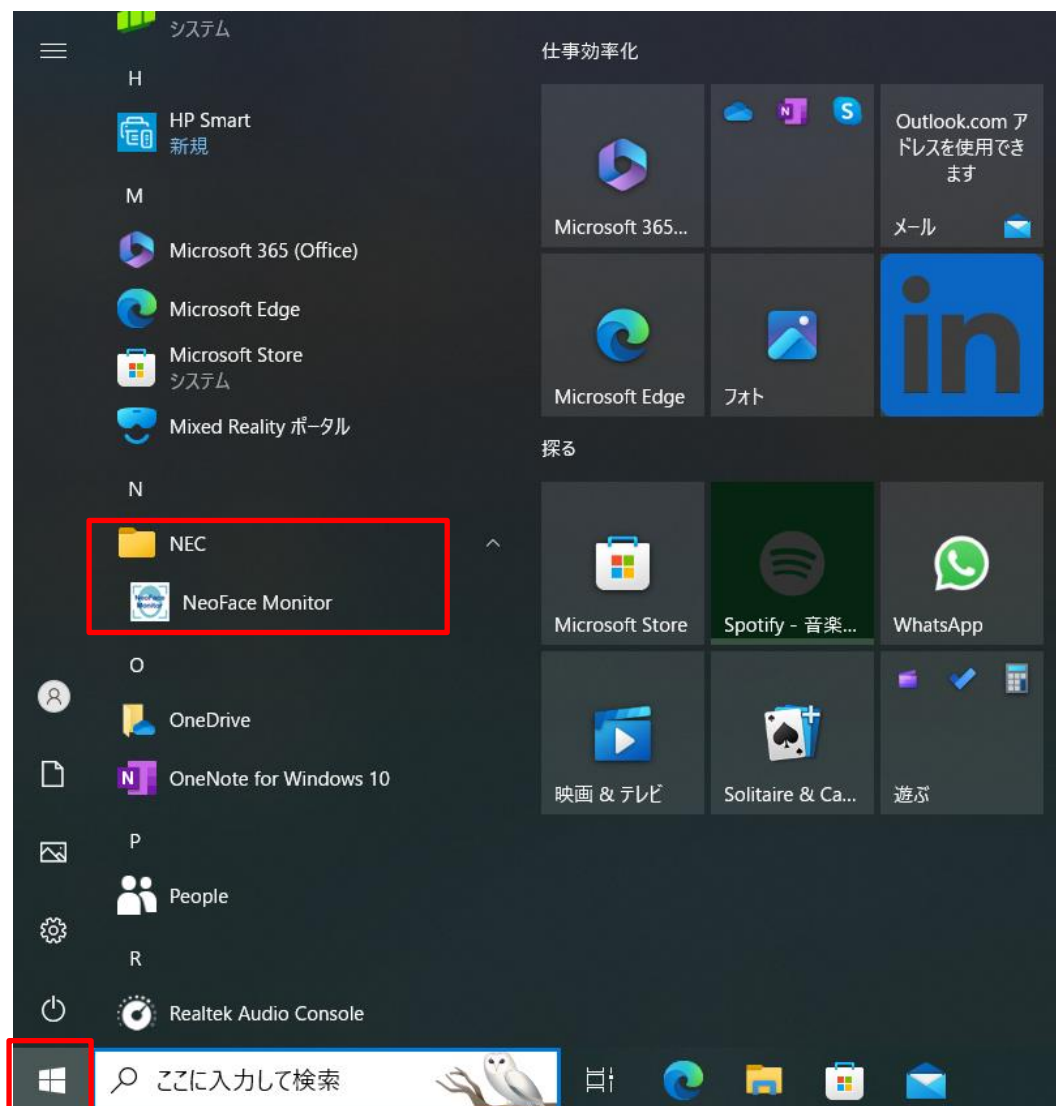 システム
H
HP Smart
新規
M
Microsoft 365 (Office)
Microsoft Edge
Microsoft Store
システム
Mixed Reality ポータル
N
NEC
NeoFace Monitor
O
OneDrive
OneNote for Windows 10
P
People
R
Realtek Audio Console
仕事効率化
Microsoft 365...
Outlook.com ア
ドレスを使用でき
ます
メール
Microsoft Edge
フォト
in
探る
Microsoft Store
Spotify - 音楽...
WhatsApp
映画 & テレビ
Solitaire & Ca...
遊ぶ
ここに入力して検索